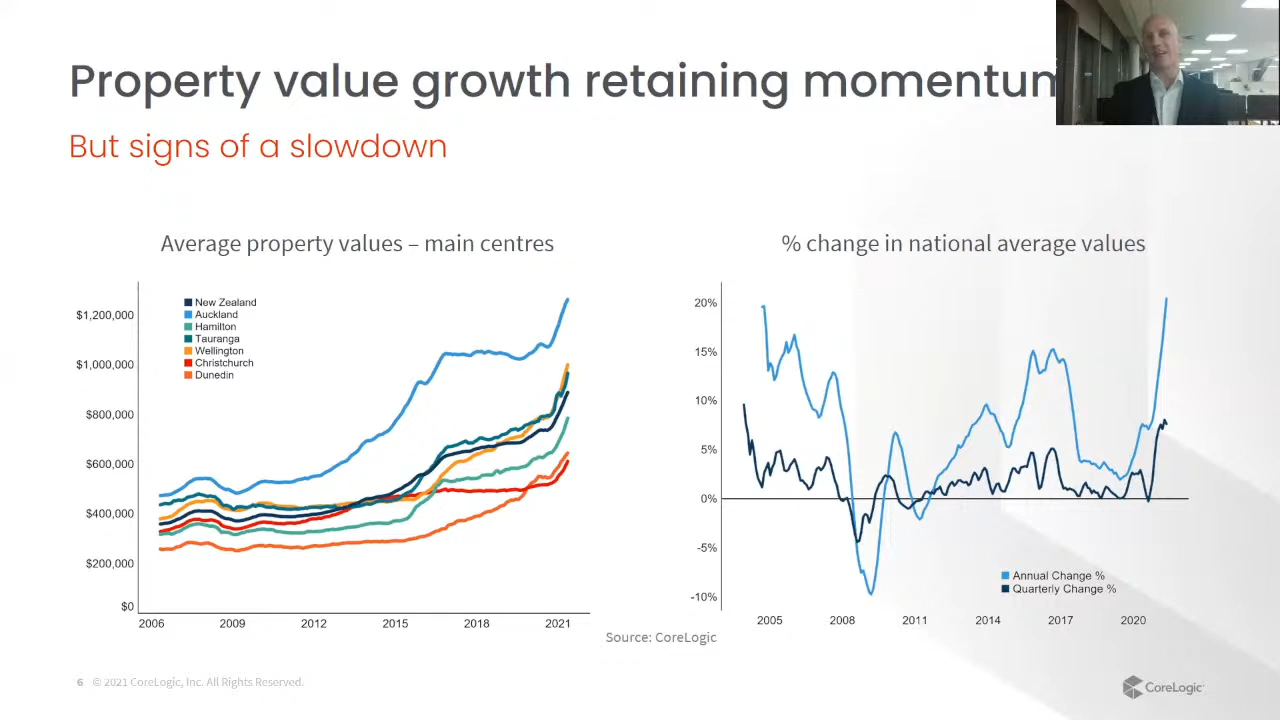 Property value growth retaining momentum
But signs of a slowdown
Average property values – main centres
$1,200,000
$1,000,000
$800,000
$600,000
$400,000
$200,000
$0
New Zealand
Auckland
Hamilton
Tauranga
Wellington
Christchurch
Dunedin
2006 2009 2012 2015 2018 2021
% change in national average values
20%
15%
10%
5%
0%
-5%
-10%
Annual Change %
Quarterly Change %
2005 2008 2011 2014 2017 2020
Source: CoreLogic
6 © 2021 CoreLogic, Inc. All Rights Reserved.
CoreLogic